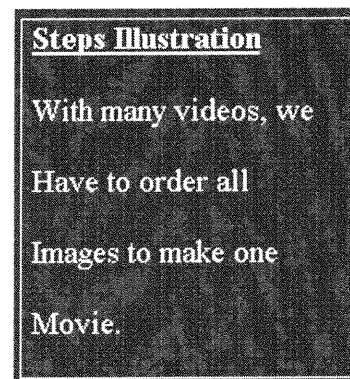 Steps Illustration
With many videos, we
Have to order all
Images to make one
Movie.